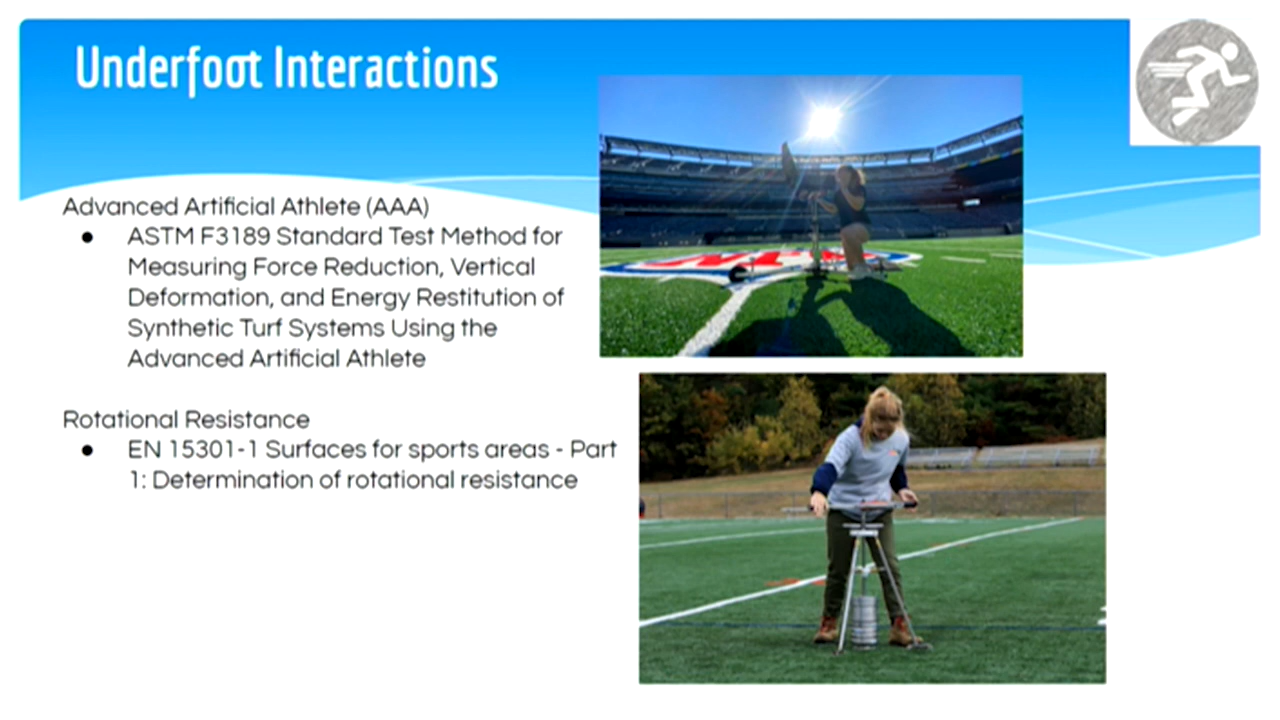 Underfoot Interactions
Advanced Artificial Athlete (AAA)
● ASTM F3189 Standard Test Method for
Measuring Force Reduction, Vertical
Deformation, and Energy Restitution of
Synthetic Turf Systems Using the
Advanced Artificial Athlete
Rotational Resistance
● EN 15301-1 Surfaces for sports areas - Part
1: Determination of rotational resistance